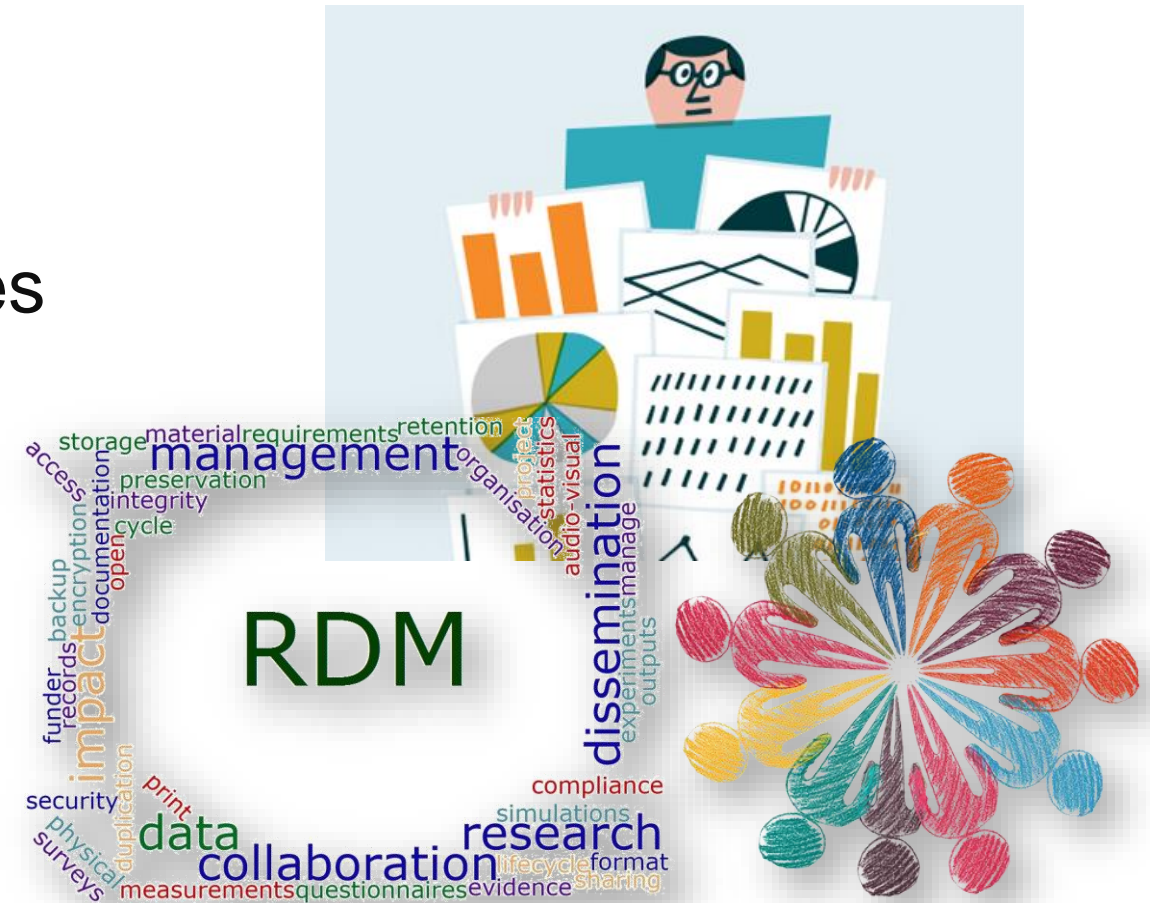 es
storage
material
requirements
retention
management
access
preservation
integrity
cycle
documentation
encryption
open
backup
organisation
project
statistics
audio-visual
dissemination
manage
experiments
outputs
RDM
funder
records
impact
security
print
duplication
physical
surveys
data
compliance
simulations
research
collaboration
lifecycle
format
sharing
measurements
questionnaires
evidence